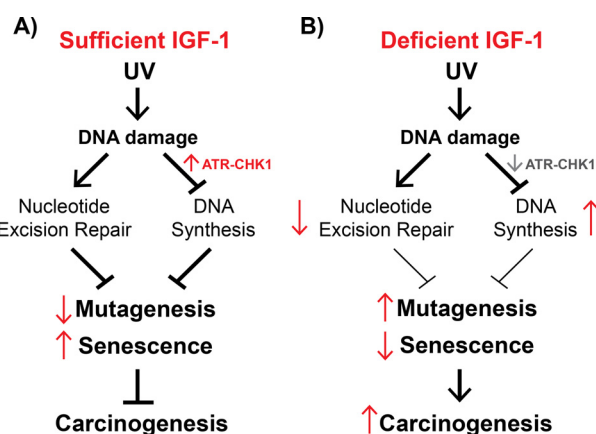 A)
Sufficient IGF-1
UV
DNA damage
ATR-CHK1
Nucleotide
Excision Repair
DNA
Synthesis
Mutagenesis
Senescence
Carcinogenesis
B)
Deficient IGF-1
UV
DNA damage
ATR-CHK1
Nucleotide
Excision Repair
DNA
Synthesis
Mutagenesis
Senescence
Carcinogenesis